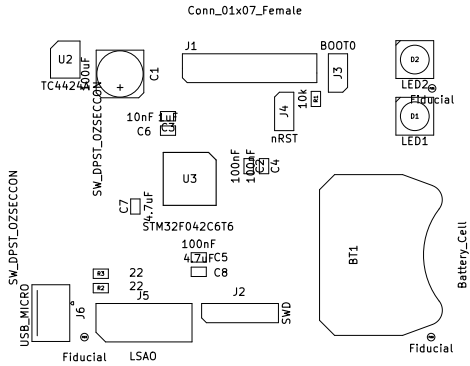 Conn_01x07_Female
U2
TC4424A
100uF
C1
J1
BOOT0
J3
D2
LED2
Fiducial
D1
LED1
10k
R1
J4
nRST
SW_DPST_OZSECCON
10nF
1uF
C6
C3
U3
100nF
100nF
C2
C4
C7
4.7uF
STM32F042C6T6
100nF
4.7uF
C5
C8
SW_DPST_OZSECCON
USB_MICRO
J6
R3
22
R2
22
J5
LSAO
J2
SWD
BT1
Battery_Cell
Fiducial
Fiducial